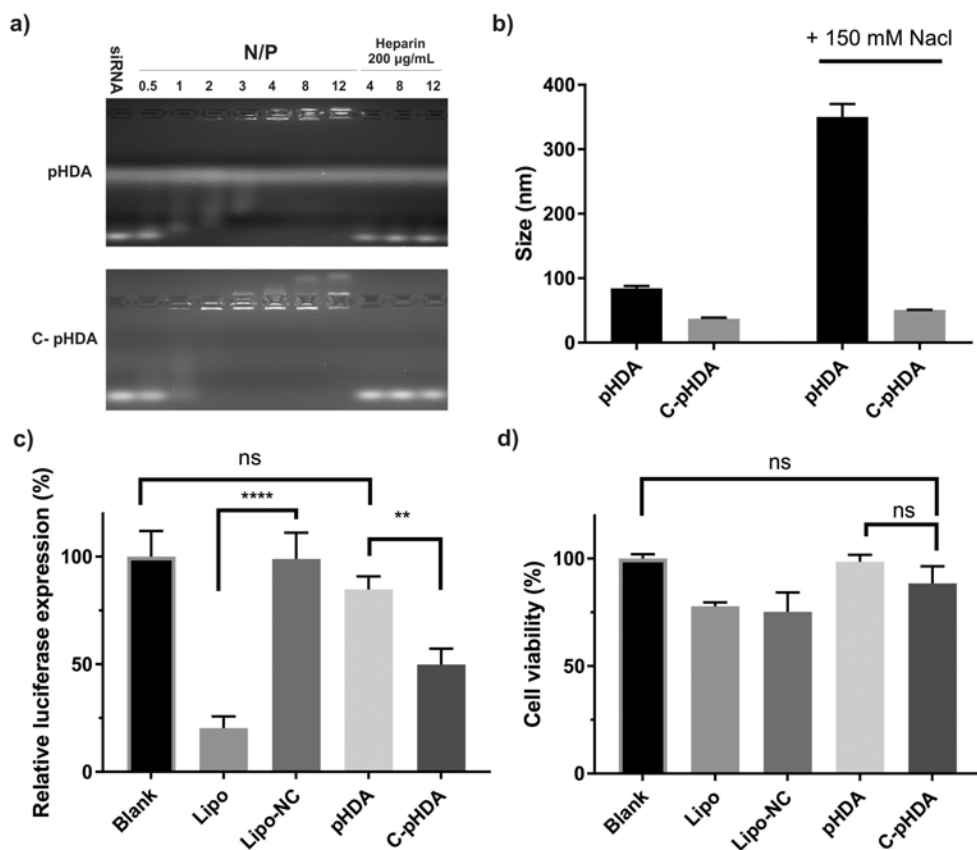 a)
siRNA
N/P
Heparin
200 µg/mL
0.5 1 2 3 4 8 12 4 8 12
pHDA
C- pHDA
b)
+ 150 mM Nacl
Size (nm)
400
300
200
100
0
pHDA
C-pHDA
pHDA
C-pHDA
c)
Relative luciferase expression (%)
ns
****
**
100
50
0
Blank
Lipo
Lipo-NC
pHDA
C-pHDA
d)
Cell viability (%)
ns
ns
100
50
0
Blank
Lipo
Lipo-NC
pHDA
C-pHDA